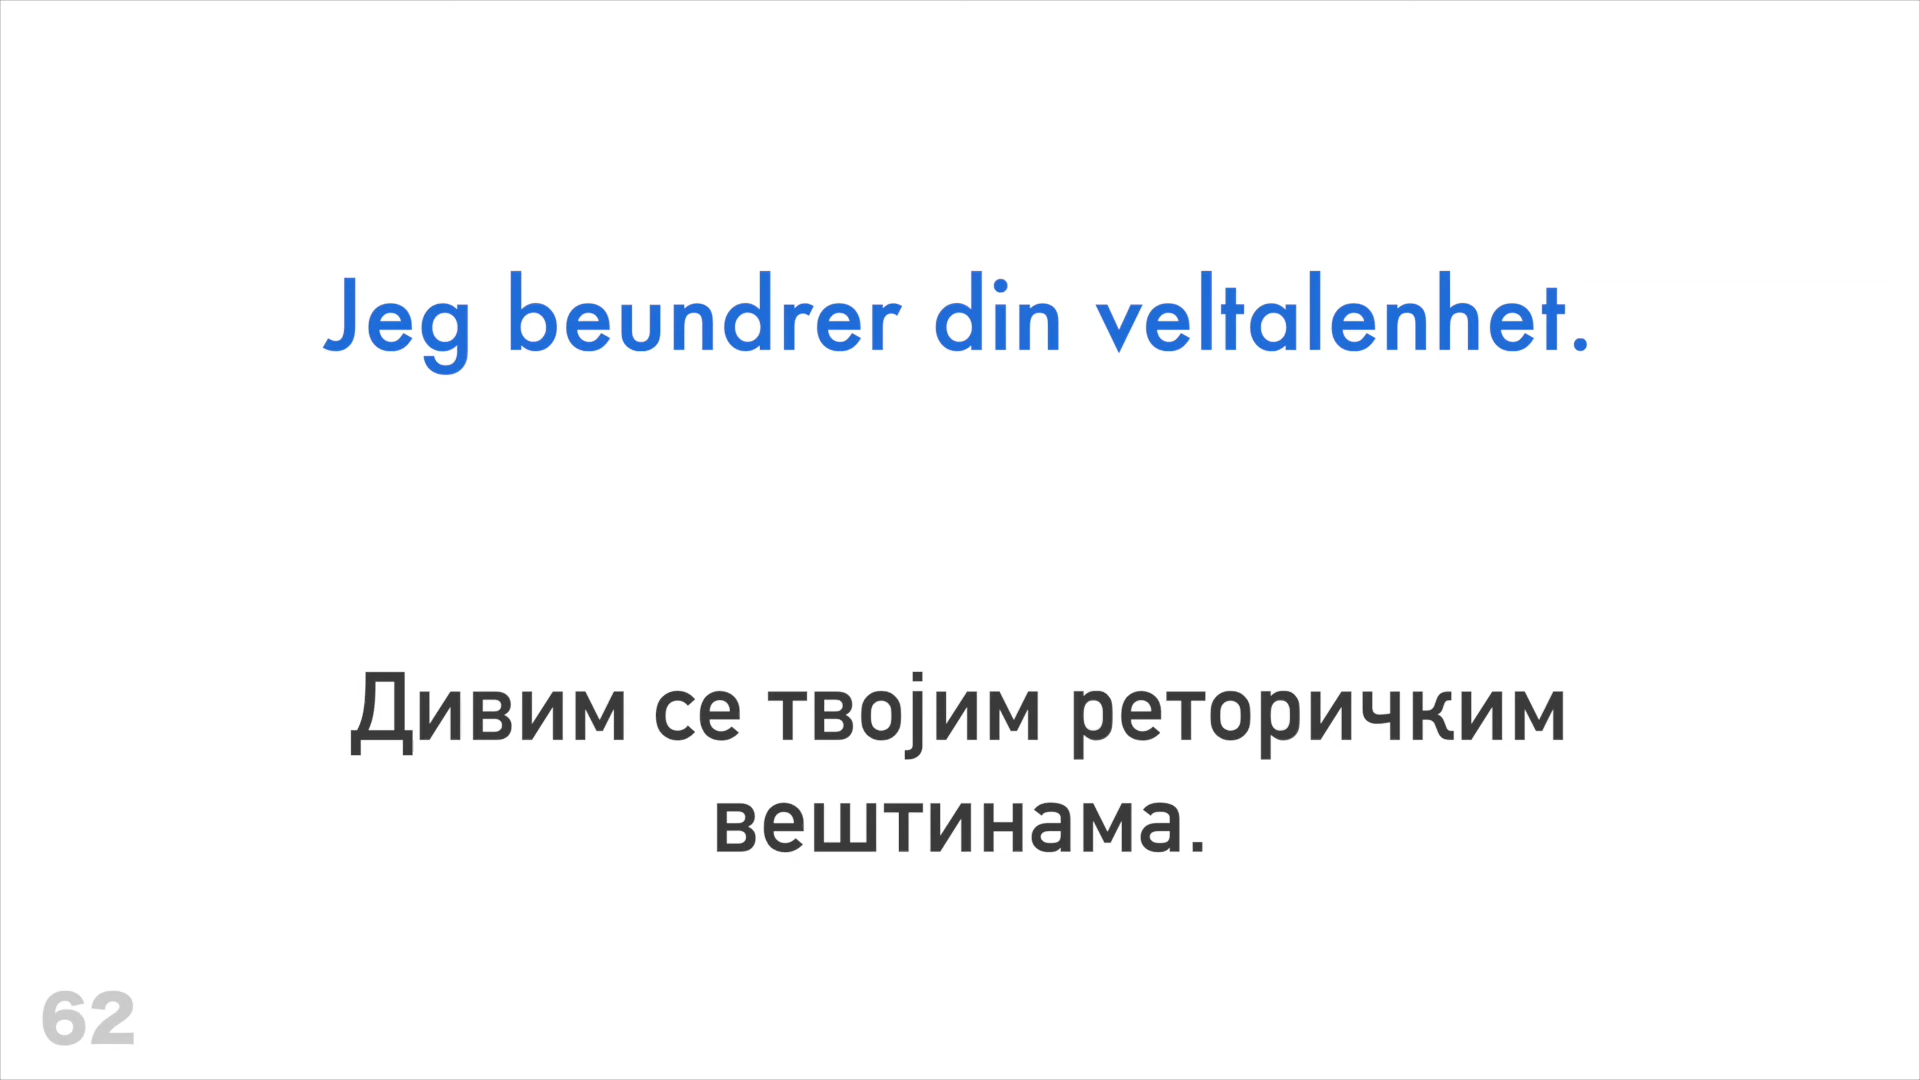 Jeg beundrer din veltalenhet.
Дивим се твојим реторичким
вештинама.
62